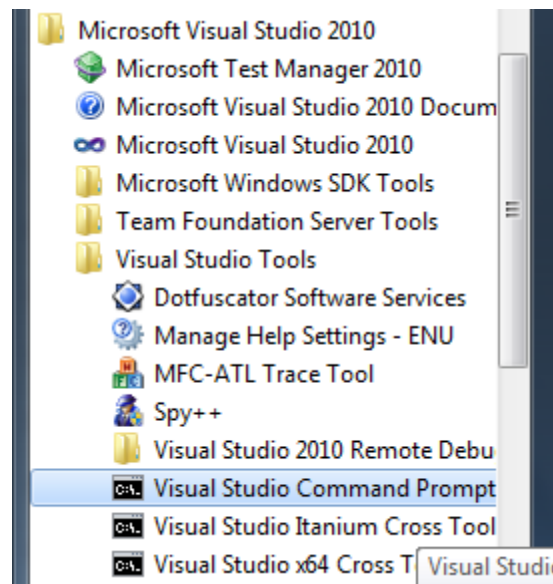 Microsoft Visual Studio 2010
Microsoft Test Manager 2010
Microsoft Visual Studio 2010 Docum
Microsoft Visual Studio 2010
Microsoft Windows SDK Tools
Team Foundation Server Tools
Visual Studio Tools
Dotfuscator Software Services
Manage Help Settings - ENU
MFC-ATL Trace Tool
Spy++
Visual Studio 2010 Remote Debu
Visual Studio Command Prompt
Visual Studio Itanium Cross Tool
Visual Studio x64 Cross T
Visual Studi